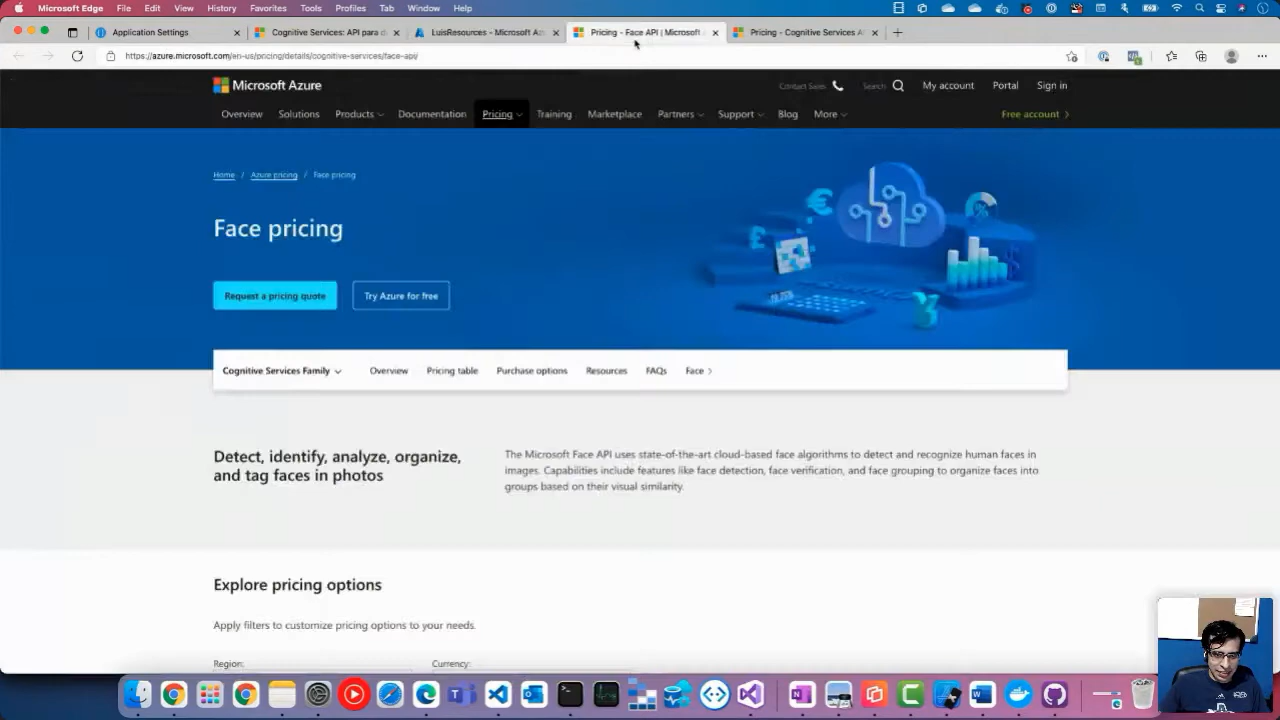 Microsoft Edge File Edit View History Favorites Tools Profiles Tab Window Help
Application Settings
Cognitive Services: API para d
LuisResources - Microsoft Az
Pricing - Face API | Microsoft
Pricing - Cognitive Services A
https://azure.microsoft.com/en-us/pricing/details/cognitive-services/face-api/
Microsoft Azure
Contact Sales
Search
My account
Portal
Sign in
Overview
Solutions
Products
Documentation
Pricing
Training
Marketplace
Partners
Support
Blog
More
Free account
Home / Azure pricing / Face pricing
Face pricing
Request a pricing quote
Try Azure for free
Cognitive Services Family
Overview
Pricing table
Purchase options
Resources
FAQs
Face
Detect, identify, analyze, organize,
and tag faces in photos
The Microsoft Face API uses state-of-the-art cloud-based face algorithms to detect and recognize human faces in
images. Capabilities include features like face detection, face verification, and face grouping to organize faces into
groups based on their visual similarity.
Explore pricing options
Apply filters to customize pricing options to your needs.
Region:
Currency: